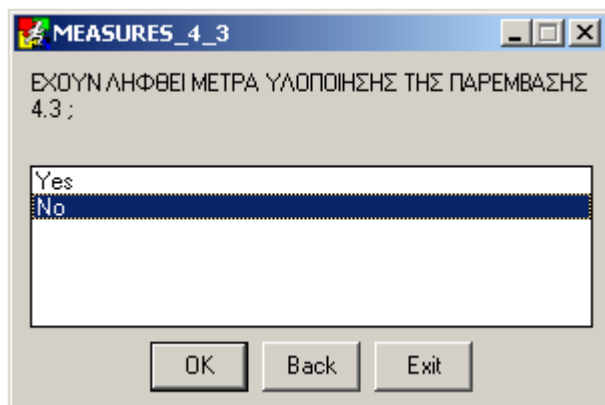 MEASURES_4_3
ΕΧΟΥΝ ΛΗΦΘΕΙ ΜΕΤΡΑ ΥΛΟΠΟΙΗΣΗΣ ΤΗΣ ΠΑΡΕΜΒΑΣΗΣ
4.3 ;
Yes
No
OK Back Exit